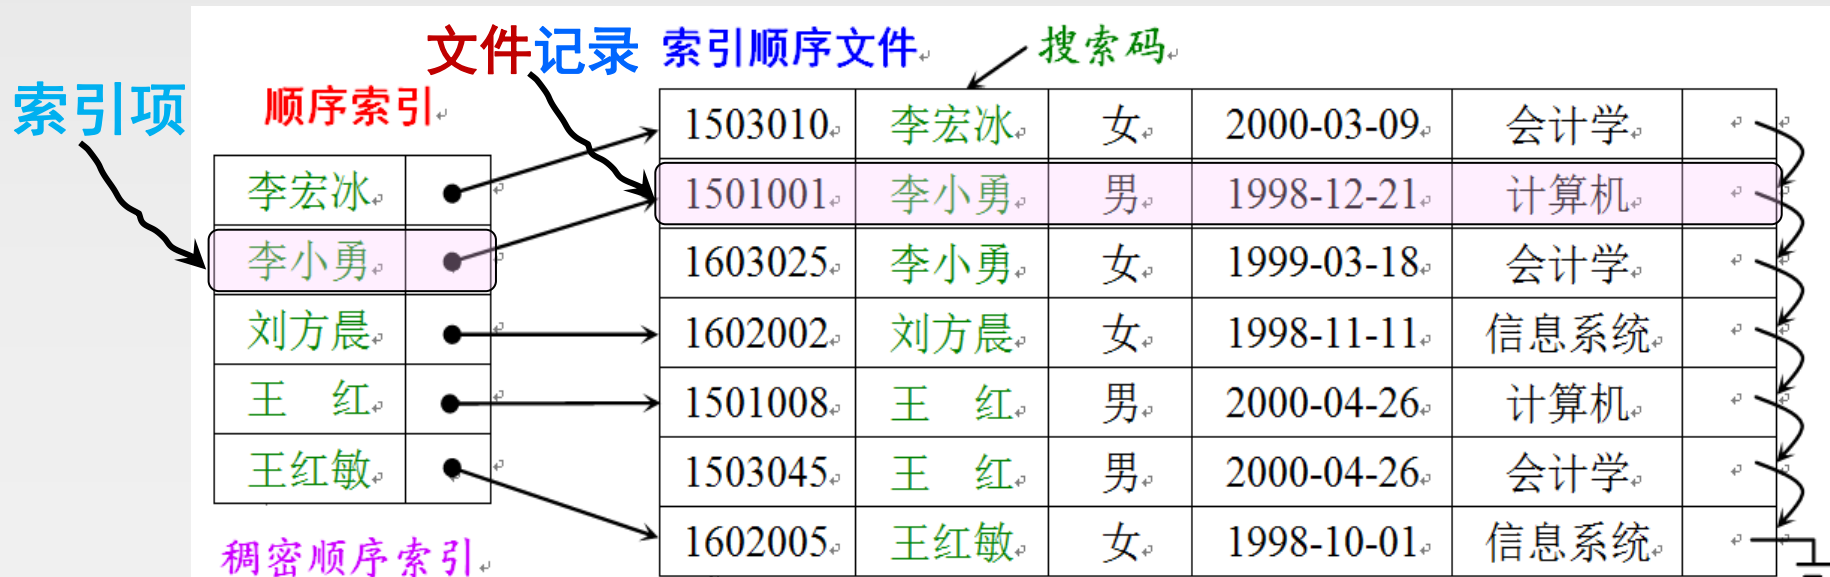 文件记录 索引顺序文件 搜索码
索引项
顺序索引
李宏冰
李小勇
刘方晨
王 红
王红敏
稠密顺序索引
1503010 李宏冰 女 2000-03-09 会计学
1501001 李小勇 男 1998-12-21 计算机
1603025 李小勇 女 1999-03-18 会计学
1602002 刘方晨 女 1998-11-11 信息系统
1501008 王 红 男 2000-04-26 计算机
1503045 王 红 男 2000-04-26 会计学
1602005 王红敏 女 1998-10-01 信息系统